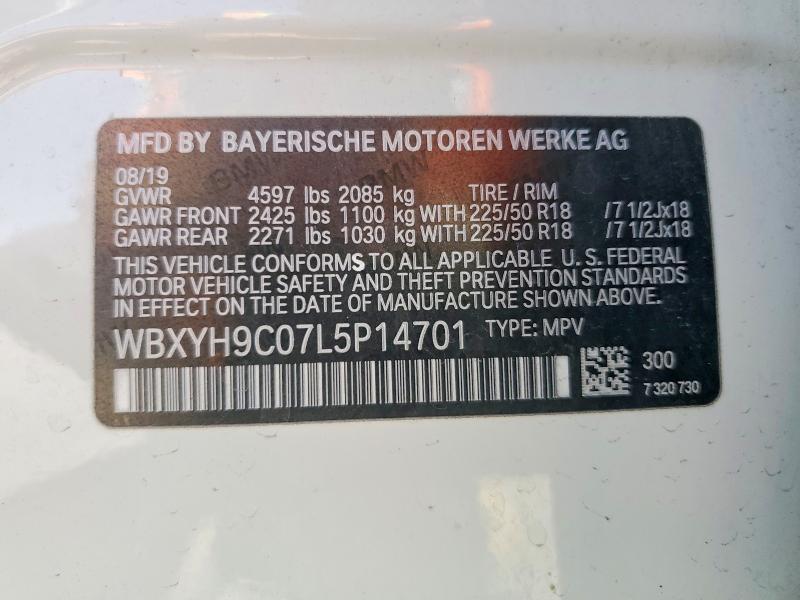 MFD BY BAYERISCHE MOTOREN WERKE AG
08/19
GVWR 4597 lbs 2085 kg TIRE / RIM
GAWR FRONT 2425 lbs 1100 kg WITH 225/50 R18 /7 1/2Jx18
GAWR REAR 2271 lbs 1030 kg WITH 225/50 R18 /7 1/2Jx18
THIS VEHICLE CONFORMS TO ALL APPLICABLE U. S. FEDERAL
MOTOR VEHICLE SAFETY AND THEFT PREVENTION STANDARDS
IN EFFECT ON THE DATE OF MANUFACTURE SHOWN ABOVE.
WBXYH9C07L5P14701 TYPE: MPV
300
7 320 730
BMW
BMW